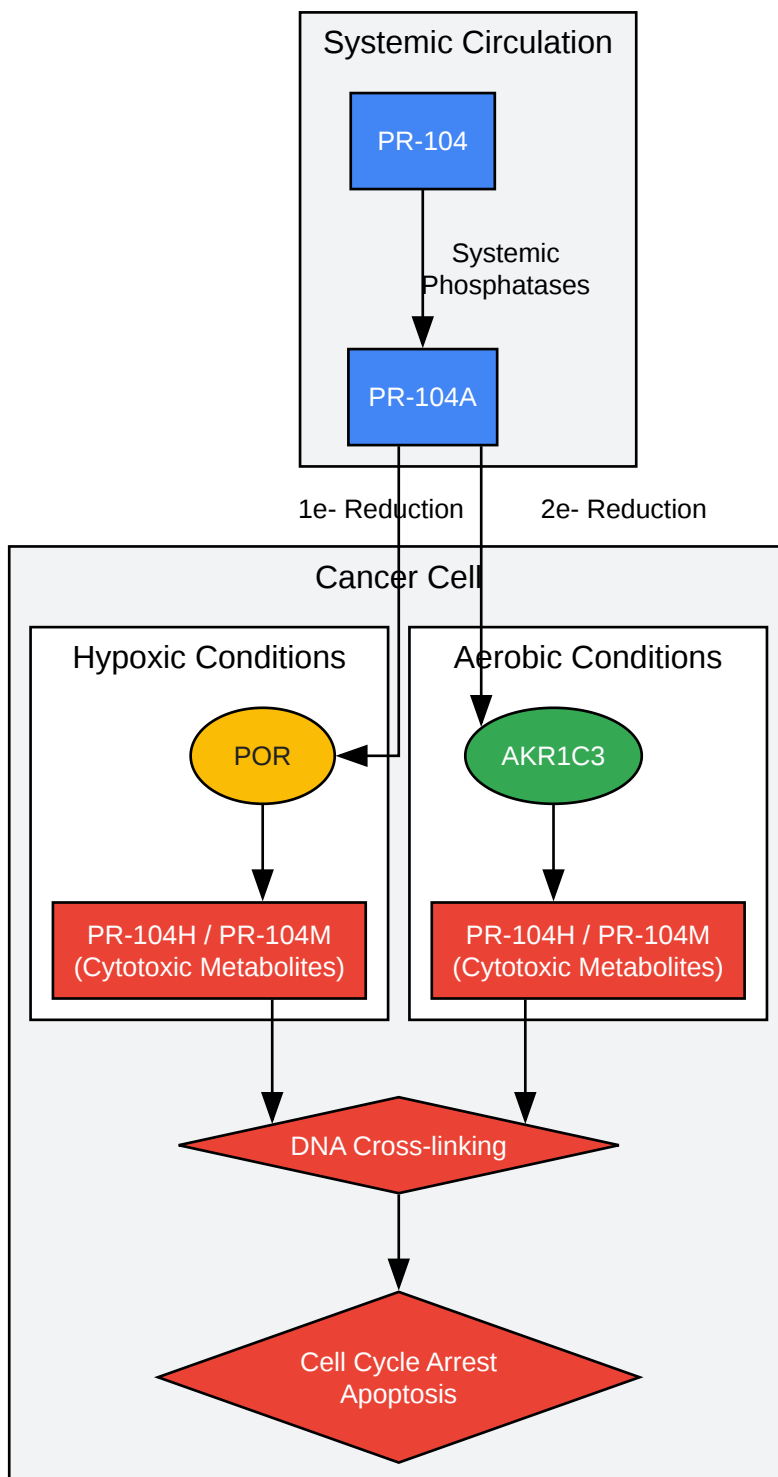 Systemic Circulation
PR-104
Systemic
Phosphatases
PR-104A
1e- Reduction
2e- Reduction
Cancer Cell
Hypoxic Conditions
Aerobic Conditions
POR
AKR1C3
PR-104H / PR-104M
(Cytotoxic Metabolites)
PR-104H / PR-104M
(Cytotoxic Metabolites)
DNA Cross-linking
Cell Cycle Arrest
Apoptosis